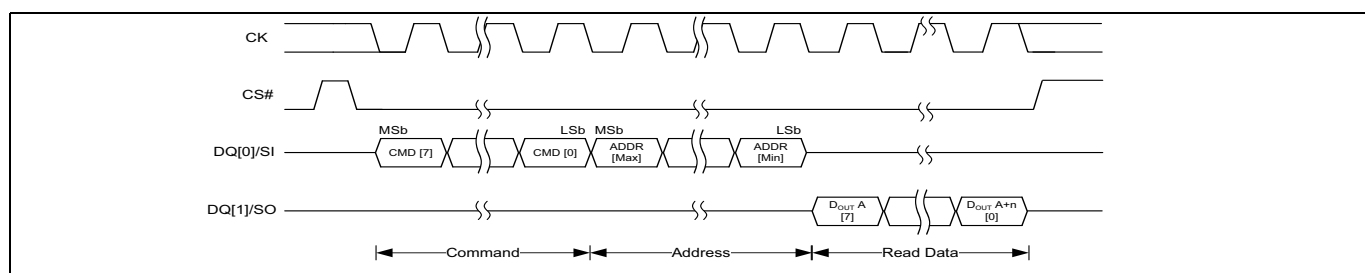 CK
CS#
MSb LSb MSb LSb
DQ[0]/SI CMD [7] CMD [0] ADDR [Max] ADDR [Min]
DQ[1]/SO DOUT A [7] DOUT A+n [0]
Command Address Read Data